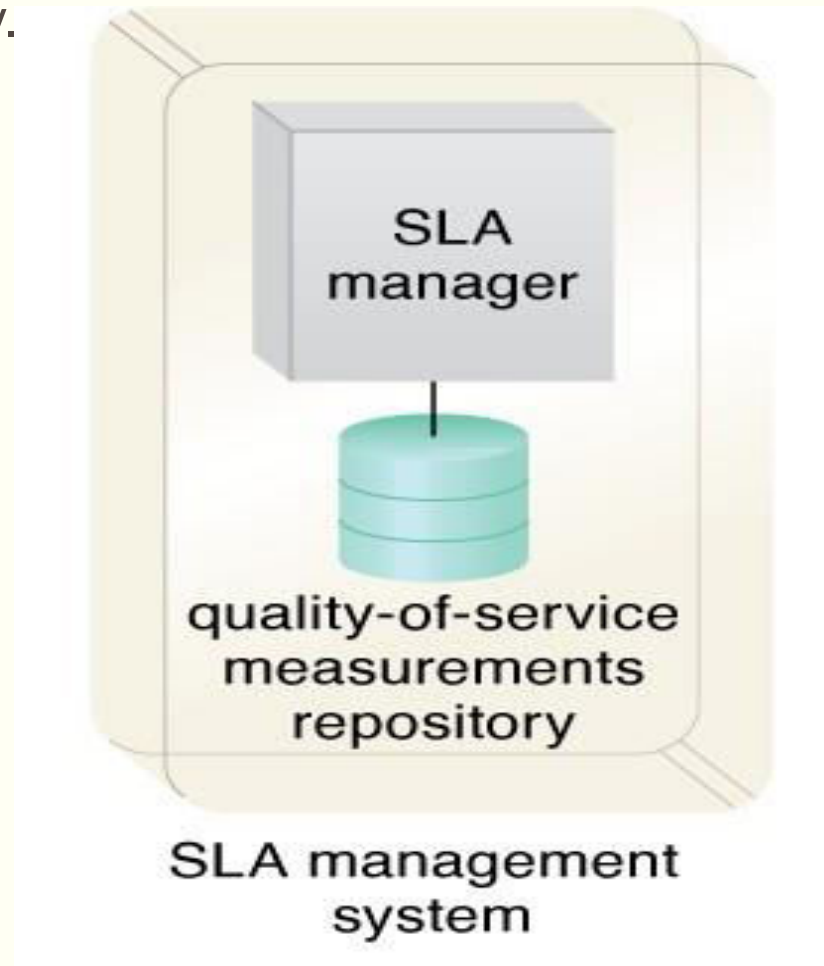 y.
SLA
manager
quality-of-service
measurements
repository
SLA management
system